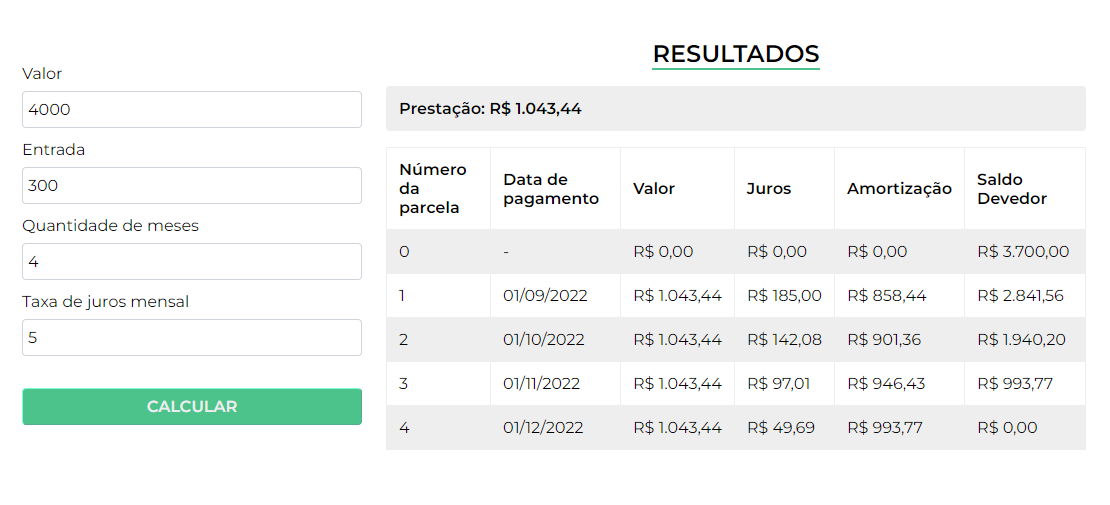 Valor
4000
Entrada
300
Quantidade de meses
4
Taxa de juros mensal
5
CALCULAR
RESULTADOS
Prestação: R$ 1.043,44
Número da parcela Data de pagamento Valor Juros Amortização Saldo Devedor
0 - R$ 0,00 R$ 0,00 R$ 0,00 R$ 3.700,00
1 01/09/2022 R$ 1.043,44 R$ 185,00 R$ 858,44 R$ 2.841,56
2 01/10/2022 R$ 1.043,44 R$ 142,08 R$ 901,36 R$ 1.940,20
3 01/11/2022 R$ 1.043,44 R$ 97,01 R$ 946,43 R$ 993,77
4 01/12/2022 R$ 1.043,44 R$ 49,69 R$ 993,77 R$ 0,00